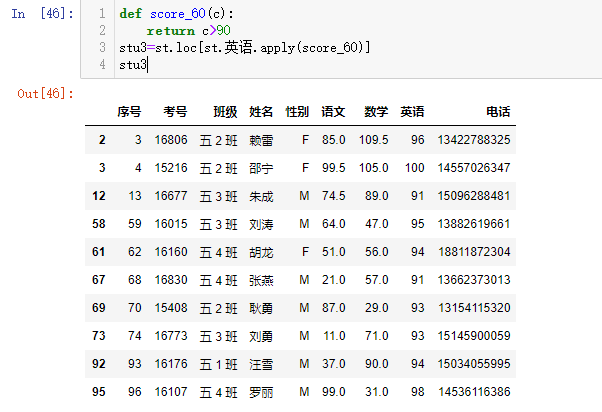 In [46]:
1 def score_60(c):
2 return c>90
3 stu3=st.loc[st.英语.apply(score_60)]
4 stu3
Out[46]:
序号 考号 班级 姓名 性别 语文 数学 英语 电话
2 3 16806 五2班 赖雷 F 85.0 109.5 96 13422788325
3 4 15216 五2班 邵宁 F 99.5 105.0 100 14557026347
12 13 16677 五3班 朱成 M 74.5 89.0 91 15096288481
58 59 16015 五3班 刘涛 M 64.0 47.0 95 13882619661
61 62 16160 五4班 胡龙 F 51.0 56.0 94 18811872304
67 68 16830 五4班 张燕 M 21.0 57.0 91 13662373013
69 70 15408 五2班 耿勇 M 87.0 29.0 93 13154115320
73 74 16773 五3班 刘勇 M 11.0 71.0 93 15145900059
92 93 16176 五1班 汪雪 M 37.0 90.0 94 15034055995
95 96 16107 五4班 罗丽 M 99.0 31.0 98 14536116386